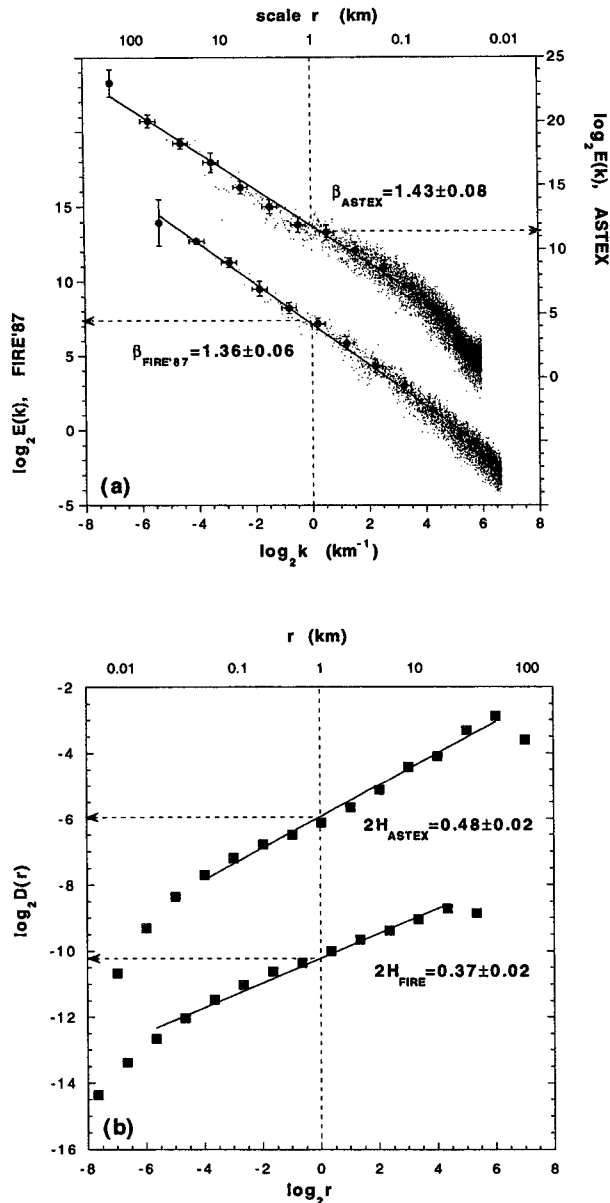 scale r (km)
100 10 1 0.1 0.01
25
20
15
10
5
0
log₂E(k), ASTEX
β_ASTEX=1.43±0.08
15
10
5
0
-5
log₂E(k), FIRE'87
β_FIRE'87=1.36±0.06
(a)
-8 -6 -4 -2 0 2 4 6 8
log₂k (km⁻¹)
r (km)
0.01 0.1 1 10 100
-2
-4
-6
-8
-10
-12
-14
-16
log₂D(r)
2H_ASTEX=0.48±0.02
2H_FIRE=0.37±0.02
(b)
-8 -6 -4 -2 0 2 4 6 8
log₂r